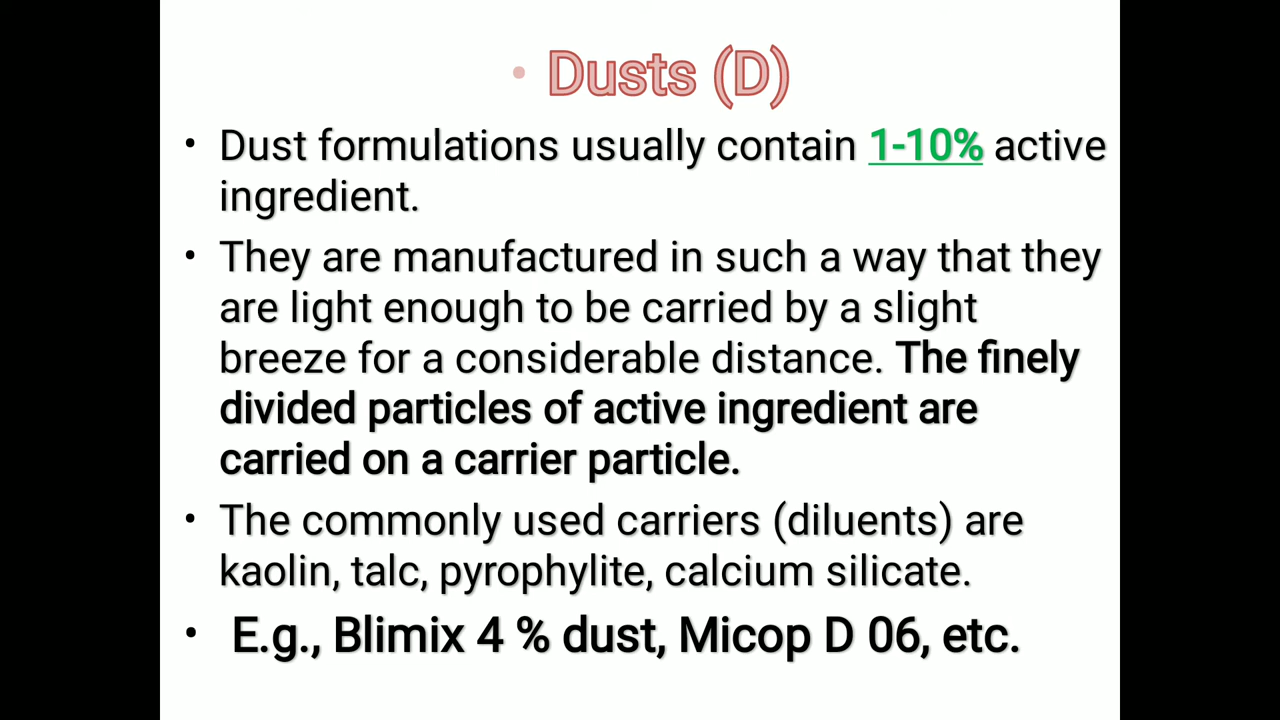 • Dusts (D)
• Dust formulations usually contain 1-10% active
ingredient.
• They are manufactured in such a way that they
are light enough to be carried by a slight
breeze for a considerable distance. The finely
divided particles of active ingredient are
carried on a carrier particle.
• The commonly used carriers (diluents) are
kaolin, talc, pyrophylite, calcium silicate.
• E.g., Blimix 4 % dust, Micop D 06, etc.